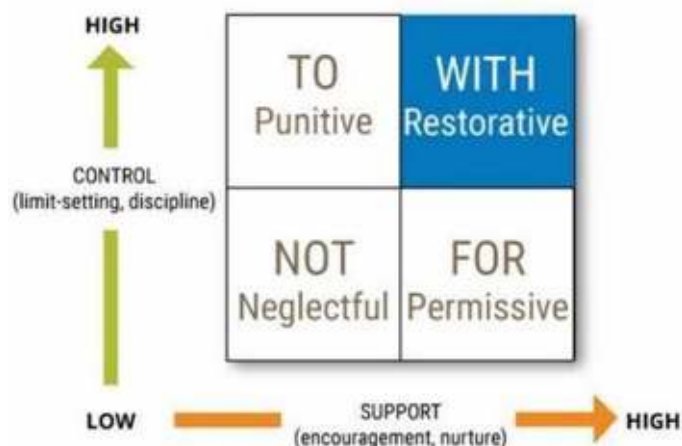 HIGH
TO
Punitive
WITH
Restorative
CONTROL
(limit-setting, discipline)
NOT
Neglectful
FOR
Permissive
LOW
SUPPORT
(encouragement, nurture)
HIGH